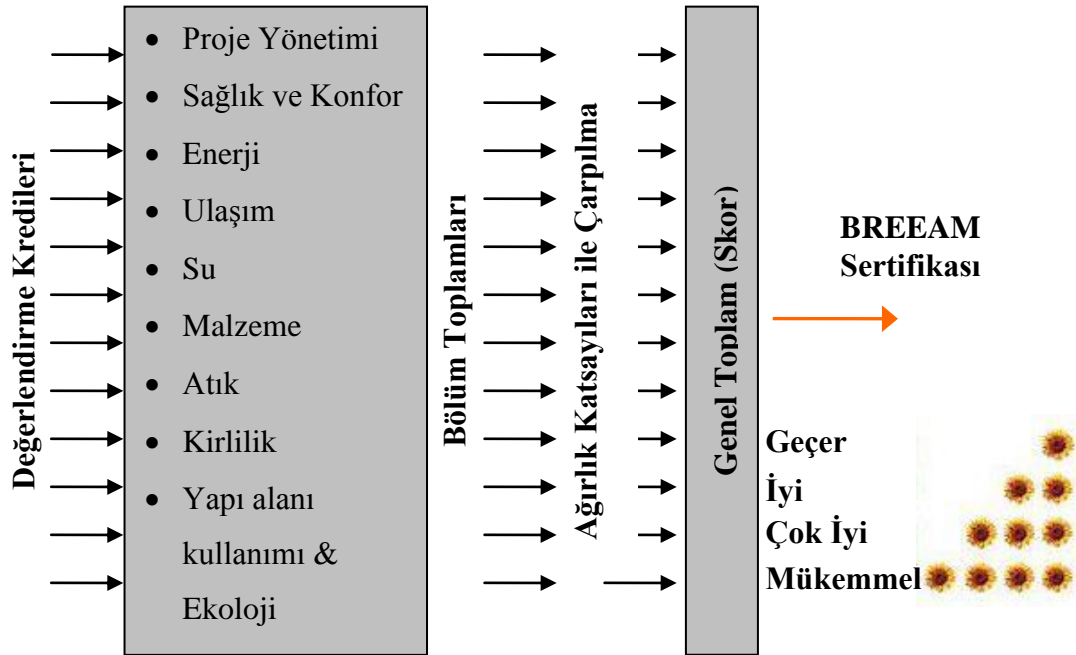 Değerlendirme Kredileri
• Proje Yönetimi
• Sağlık ve Konfor
• Enerji
• Ulaşım
• Su
• Malzeme
• Atık
• Kirlilik
• Yapı alanı
kullanımı &
Ekoloji
Bölüm Toplamları
Ağırlık Katsayıları ile Çarpılma
Genel Toplam (Skor)
BREEAM
Sertifikası
Geçer
İyi
Çok İyi
Mükemmel